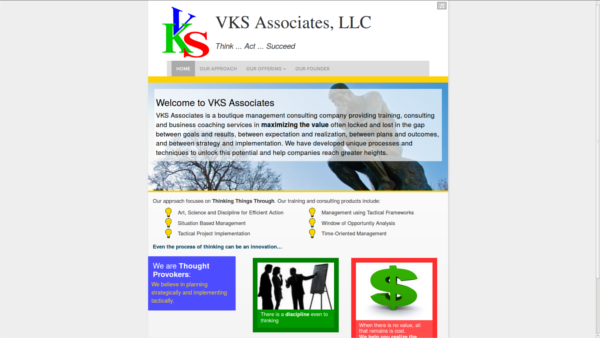 VKS
VKS Associates, LLC
Think ... Act ... Succeed
HOME OUR APPROACH OUR OFFERING OUR FOUNDER
Welcome to VKS Associates
VKS Associates is a boutique management consulting company providing training, consulting
and business coaching services in maximizing the value often locked and lost in the gap
between goals and results, between expectation and realization, between plans and outcomes,
and between strategy and implementation. We have developed unique processes and
techniques to unlock this potential and help companies reach greater heights.
Our approach focuses on Thinking Things Through. Our training and consulting products include:
Art, Science and Discipline for Efficient Action
Management using Tactical Frameworks
Situation Based Management
Window of Opportunity Analysis
Tactical Project Implementation
Time-Oriented Management
Even the process of thinking can be an innovation...
We are Thought
Provokers:
We believe in planning
strategically and implementing
tactically.
There is a discipline even to
thinking
$
When there is no value, all
that remains is cost.
We help you realize the